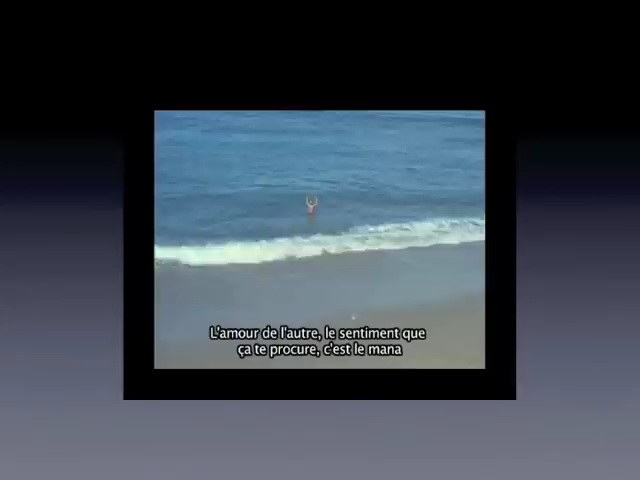 L'amour de l'autre, le sentiment que
ça te procure, c'est le mana